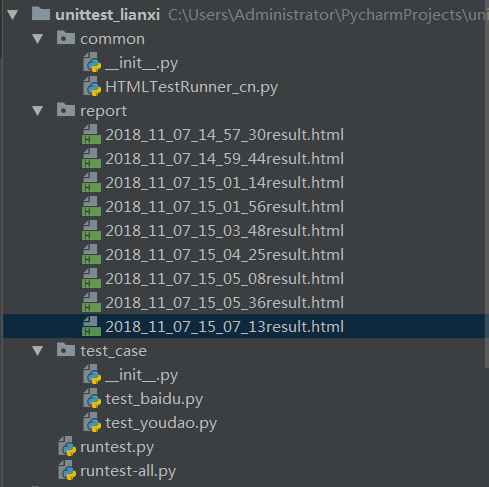 unittest_lianxi C:\Users\Administrator\PycharmProjects\uni
common
__init__.py
HTMLTestRunner_cn.py
report
2018_11_07_14_57_30result.html
2018_11_07_14_59_44result.html
2018_11_07_15_01_14result.html
2018_11_07_15_01_56result.html
2018_11_07_15_03_48result.html
2018_11_07_15_04_25result.html
2018_11_07_15_05_08result.html
2018_11_07_15_05_36result.html
2018_11_07_15_07_13result.html
test_case
__init__.py
test_baidu.py
test_youdao.py
runtest.py
runtest-all.py